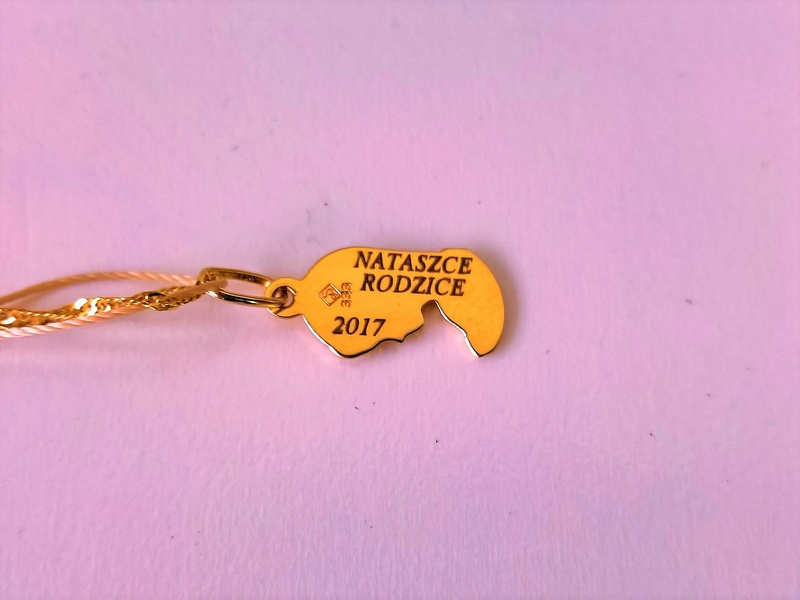 NATASZCE
RODZICE
333
2017